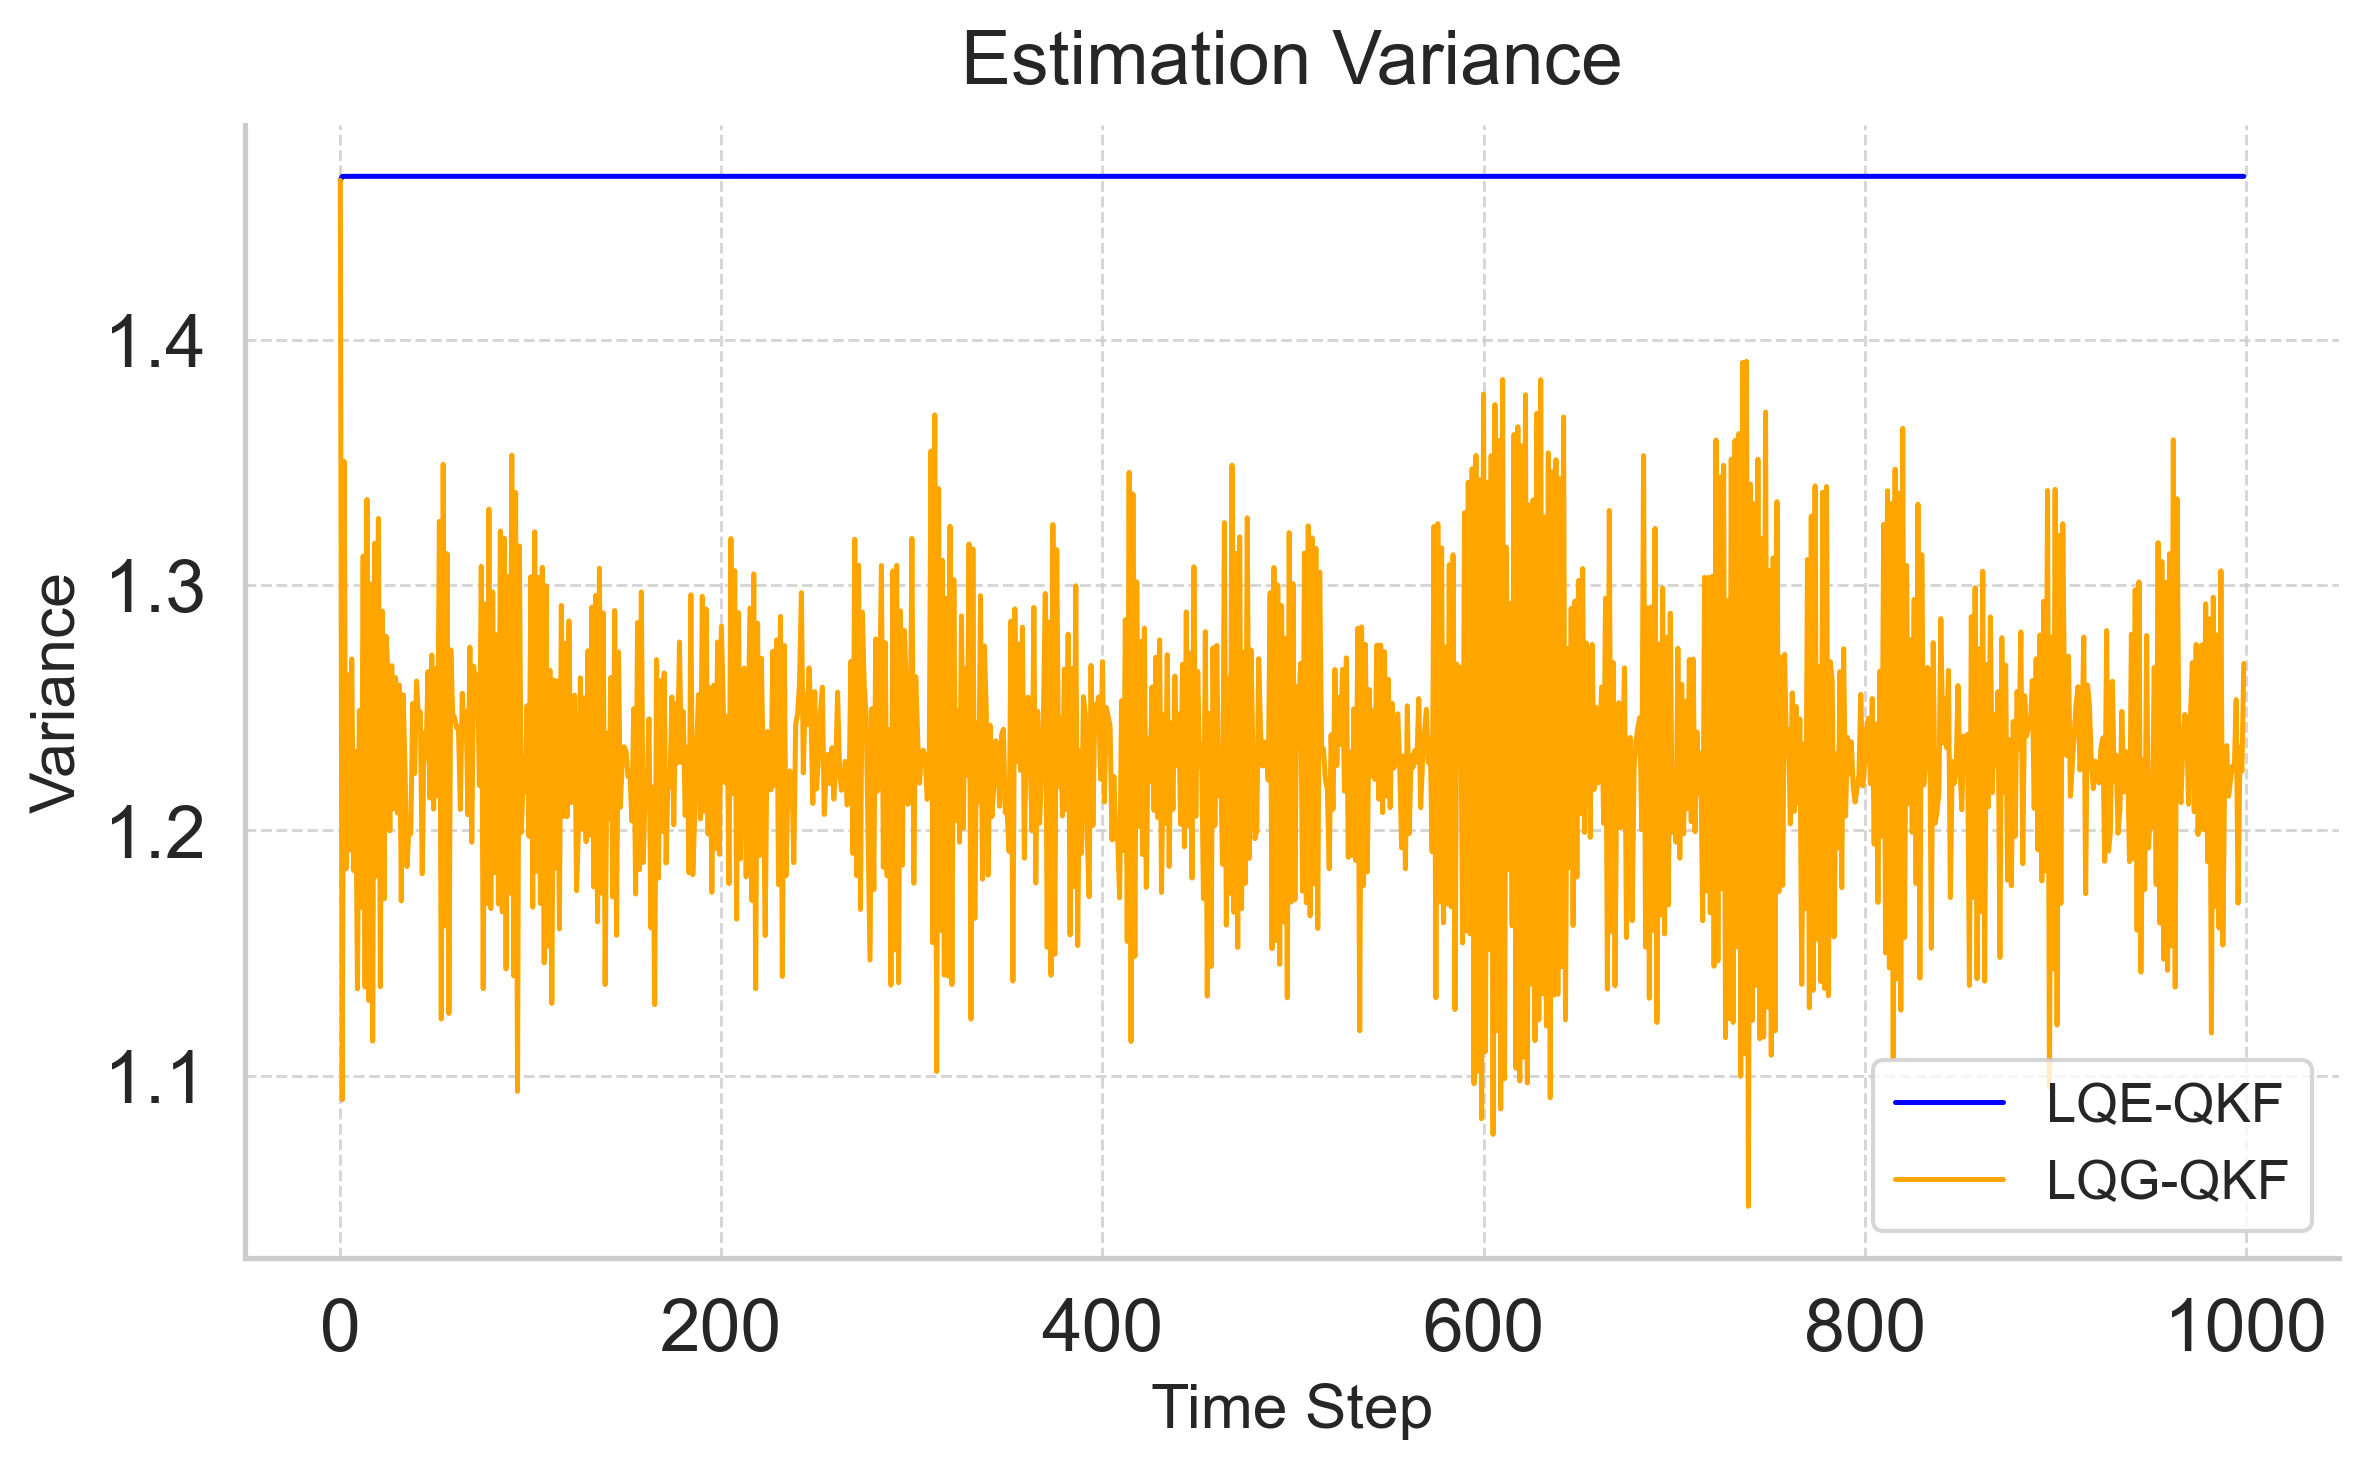 Estimation Variance
Variance
1.4
1.3
1.2
1.1
0 200 400 600 800 1000
Time Step
LQE-QKF
LQG-QKF